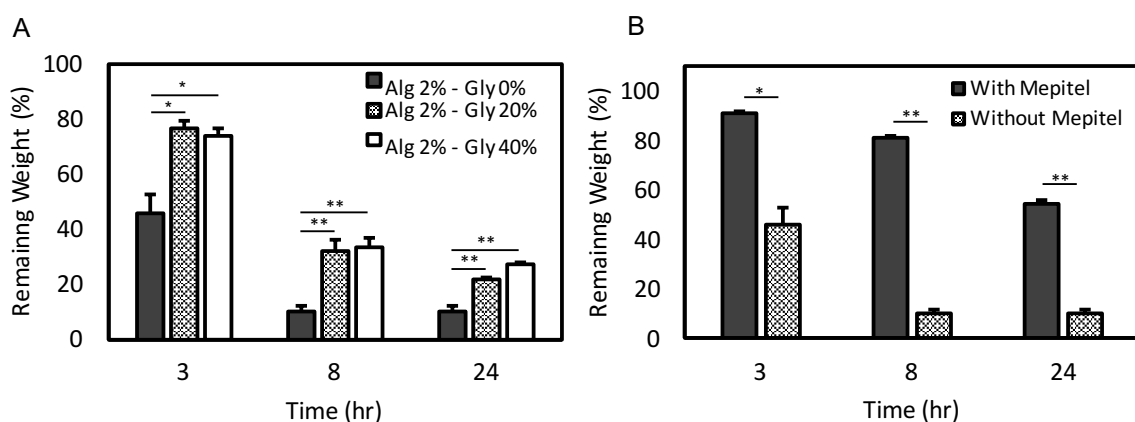 A
100
80
60
40
20
0
Remainng Weight (%)
*
*
**
**
**
**
Alg 2% - Gly 0%
Alg 2% - Gly 20%
Alg 2% - Gly 40%
3 8 24
Time (hr)
B
100
80
60
40
20
0
Remainng Weight (%)
*
**
**
With Mepitel
Without Mepitel
3 8 24
Time (hr)